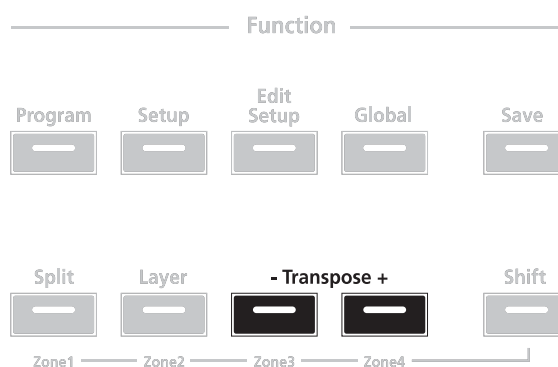 Function
Program Setup Edit Setup Global Save
Split Layer - Transpose + Shift
Zone1 Zone2 Zone3 Zone4